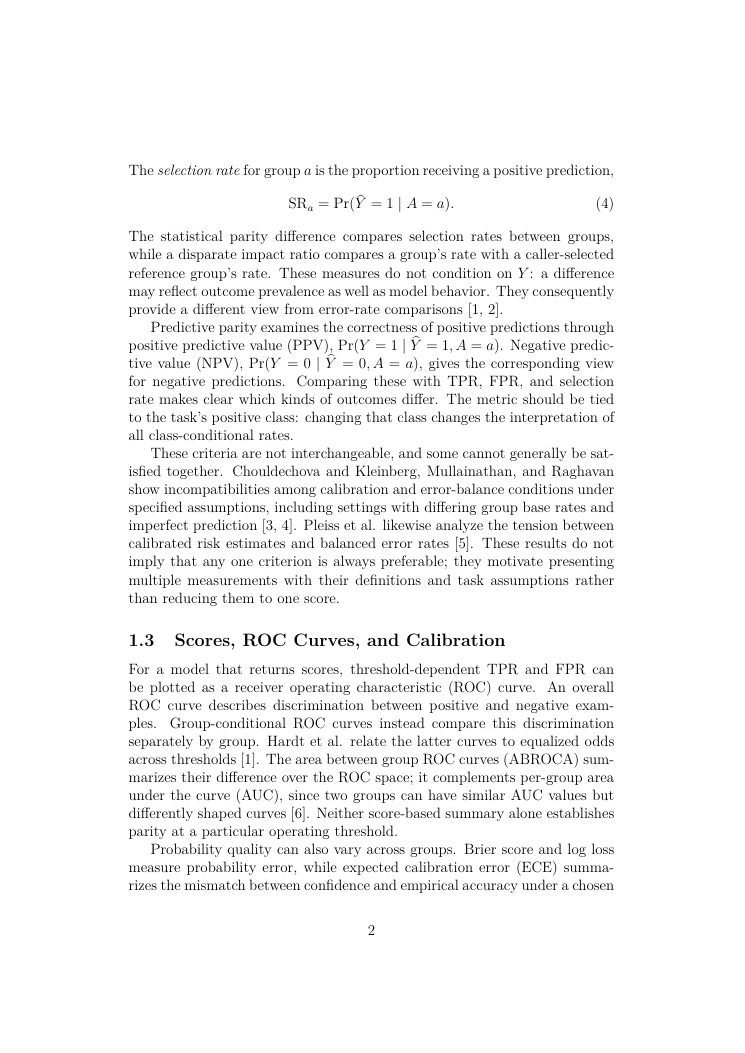 The selection rate for group a is the proportion receiving a positive prediction,
SRₐ = Pr(Ŷ = 1 | A = a). (4)
The statistical parity difference compares selection rates between groups,
while a disparate impact ratio compares a group's rate with a caller-selected
reference group's rate. These measures do not condition on Y: a difference
may reflect outcome prevalence as well as model behavior. They consequently
provide a different view from error-rate comparisons [1, 2].
Predictive parity examines the correctness of positive predictions through
positive predictive value (PPV), Pr(Y = 1 | Ŷ = 1, A = a). Negative predic-
tive value (NPV), Pr(Y = 0 | Ŷ = 0, A = a), gives the corresponding view
for negative predictions. Comparing these with TPR, FPR, and selection
rate makes clear which kinds of outcomes differ. The metric should be tied
to the task's positive class: changing that class changes the interpretation of
all class-conditional rates.
These criteria are not interchangeable, and some cannot generally be sat-
isfied together. Chouldechova and Kleinberg, Mullainathan, and Raghavan
show incompatibilities among calibration and error-balance conditions under
specified assumptions, including settings with differing group base rates and
imperfect prediction [3, 4]. Pleiss et al. likewise analyze the tension between
calibrated risk estimates and balanced error rates [5]. These results do not
imply that any one criterion is always preferable; they motivate presenting
multiple measurements with their definitions and task assumptions rather
than reducing them to one score.
1.3 Scores, ROC Curves, and Calibration
For a model that returns scores, threshold-dependent TPR and FPR can
be plotted as a receiver operating characteristic (ROC) curve. An overall
ROC curve describes discrimination between positive and negative exam-
ples. Group-conditional ROC curves instead compare this discrimination
separately by group. Hardt et al. relate the latter curves to equalized odds
across thresholds [1]. The area between group ROC curves (ABROCA) sum-
marizes their difference over the ROC space; it complements per-group area
under the curve (AUC), since two groups can have similar AUC values but
differently shaped curves [6]. Neither score-based summary alone establishes
parity at a particular operating threshold.
Probability quality can also vary across groups. Brier score and log loss
measure probability error, while expected calibration error (ECE) summa-
rizes the mismatch between confidence and empirical accuracy under a chosen
2